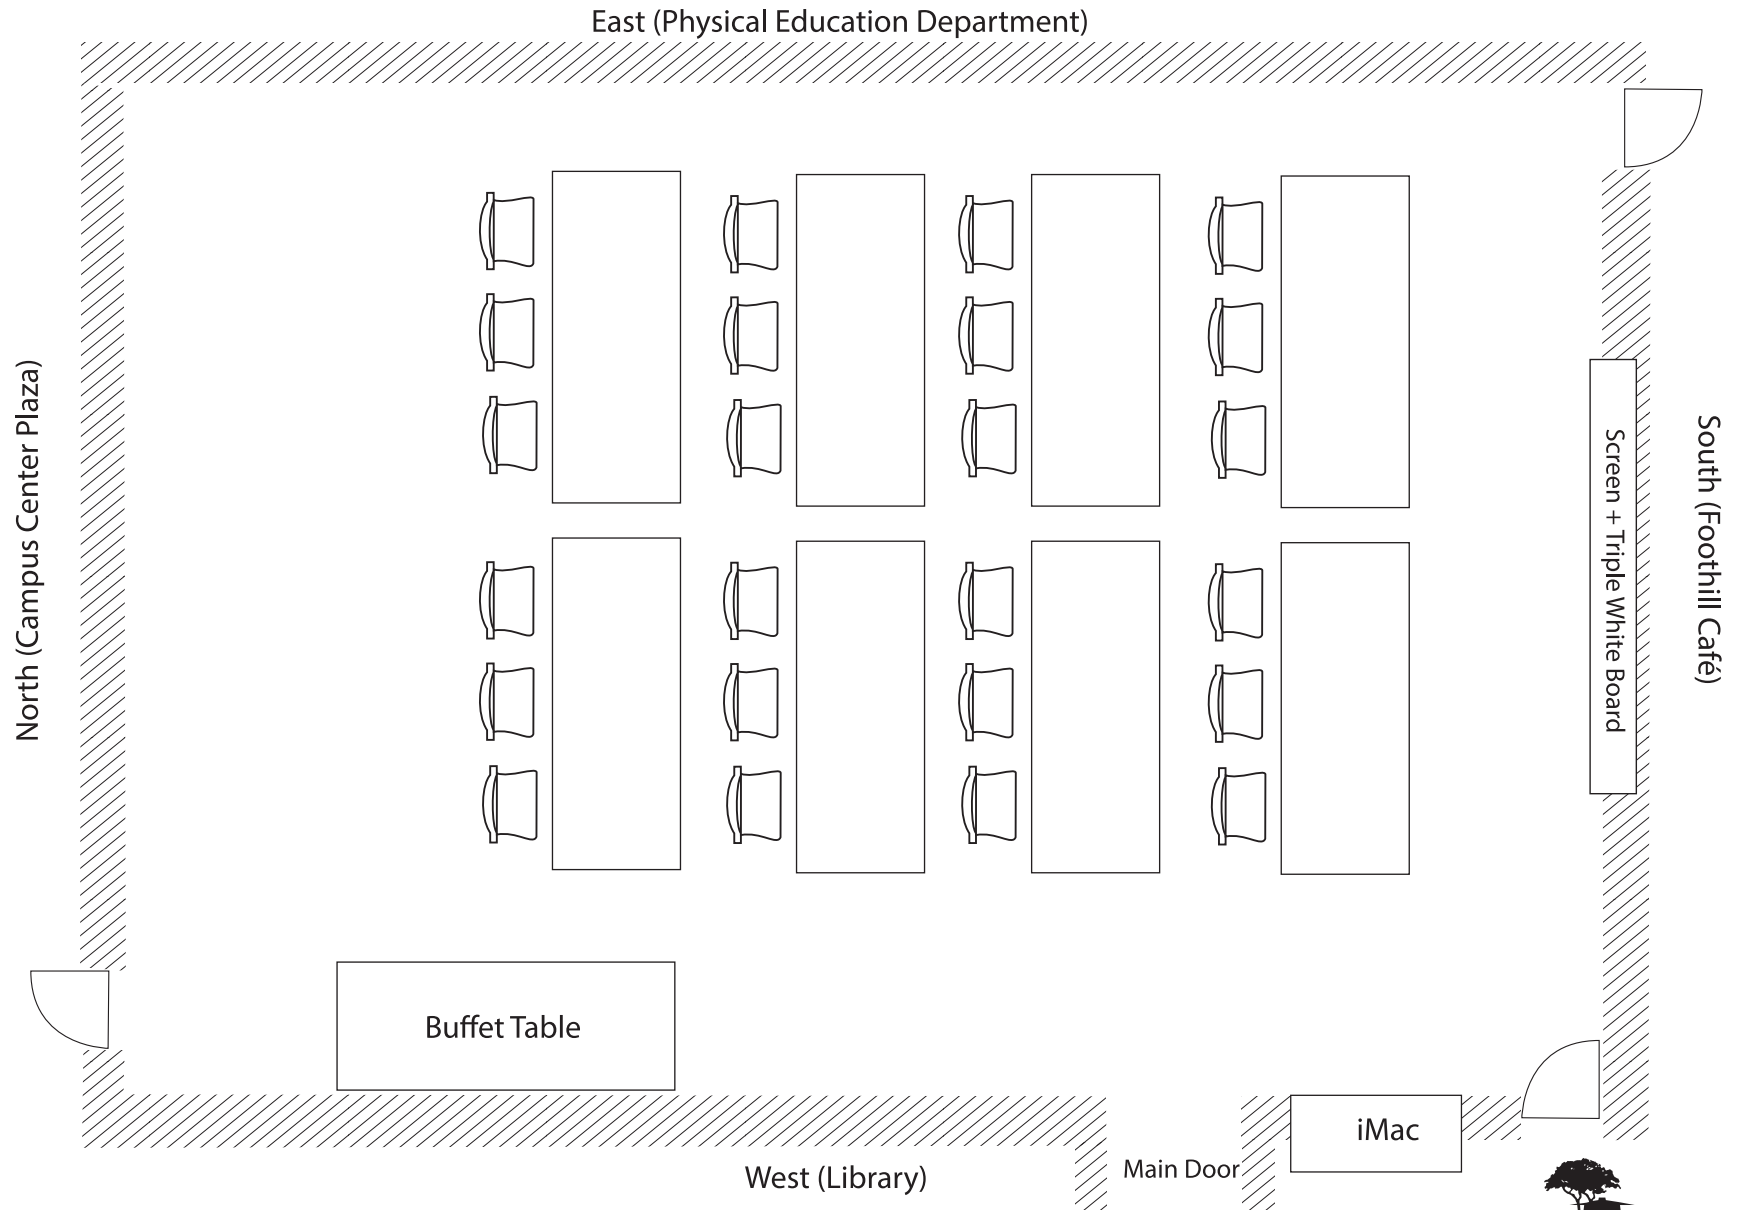 East (Physical Education Department)
North (Campus Center Plaza)
Screen + Triple White Board
South (Foothill Café)
Buffet Table
iMac
Main Door
West (Library)